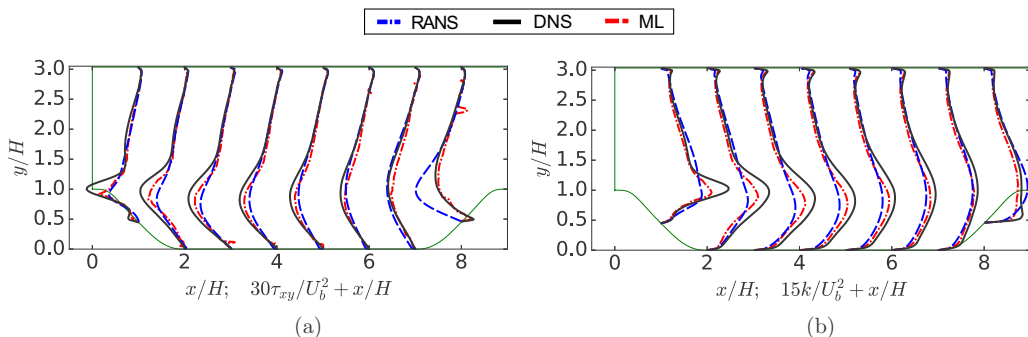 RANS DNS ML
3.0 3.0
2.5 2.5
2.0 2.0
y/H y/H
1.5 1.5
1.0 1.0
0.5 0.5
0.0 0.0
0 2 4 6 8 0 2 4 6 8
x/H; 30τ_{xy}/U_b^2 + x/H x/H; 15k/U_b^2 + x/H
(a) (b)